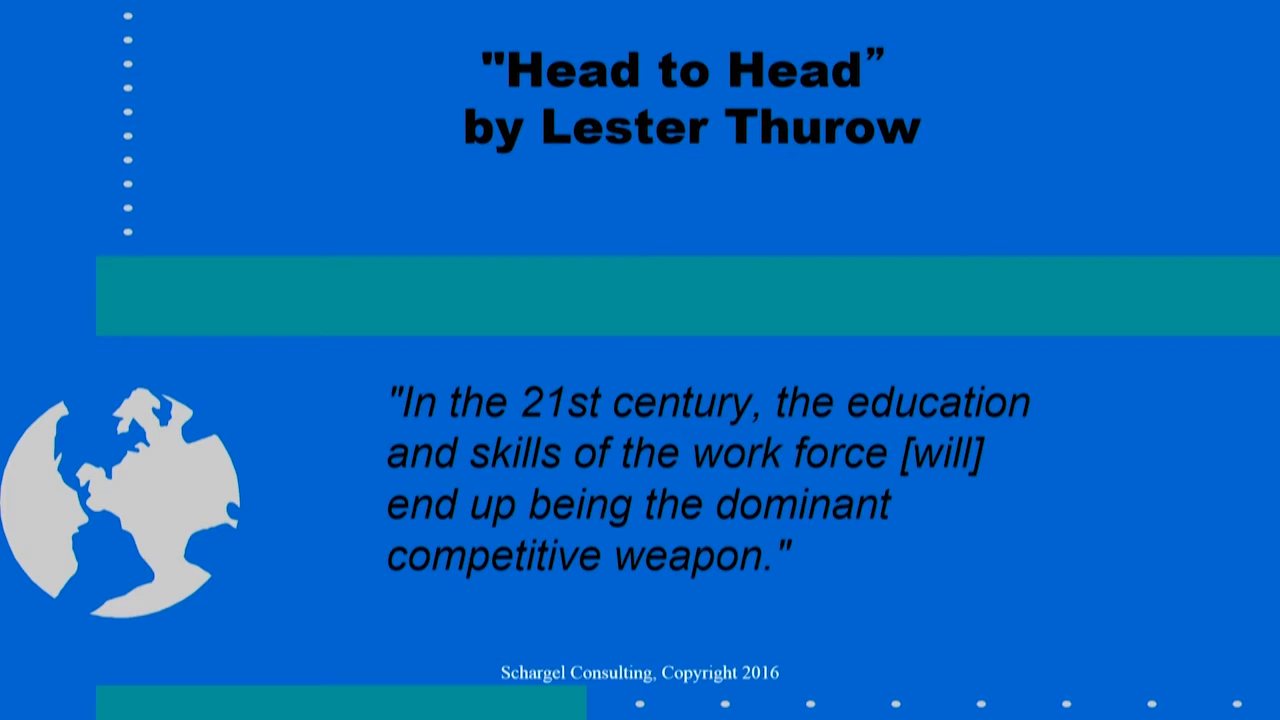 "Head to Head”
by Lester Thurow
"In the 21st century, the education
and skills of the work force [will]
end up being the dominant
competitive weapon."
Schargel Consulting, Copyright 2016